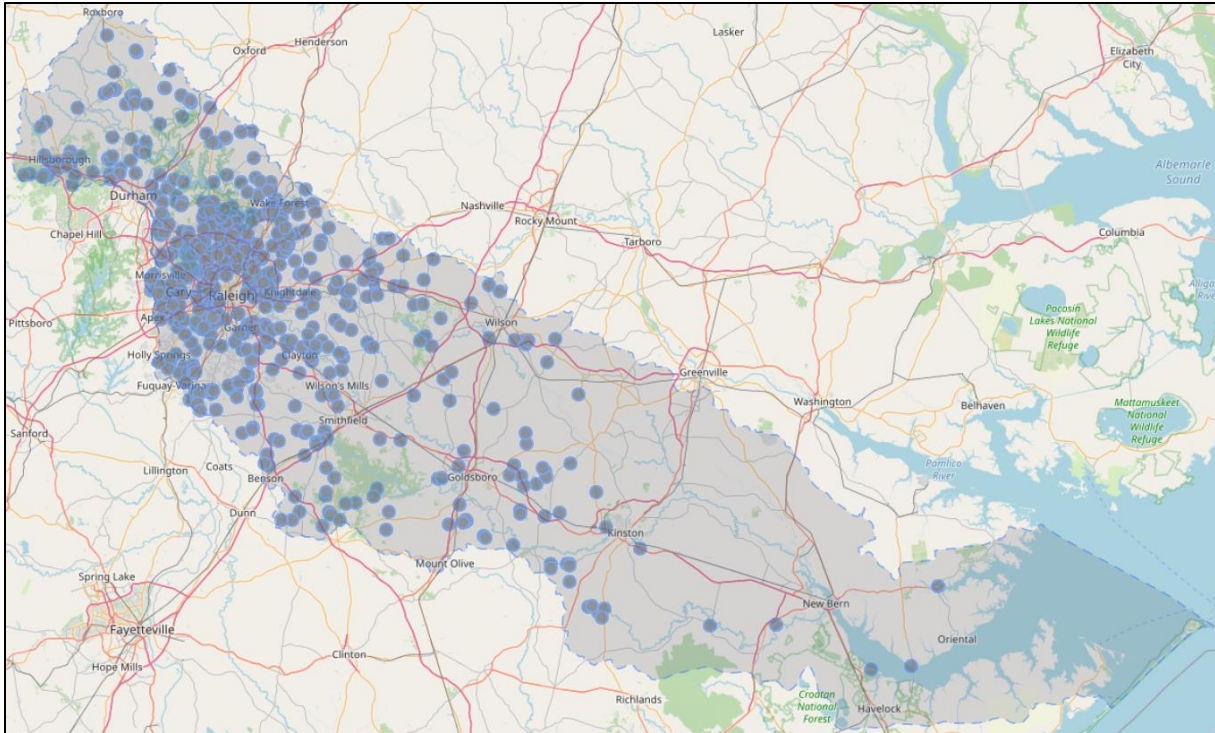 Roxboro
Oxford
Henderson
Lasker
Elizabeth
City
Hillsborough
Durham
Chapel Hill
Wake Forest
Nashville
Rocky Mount
Tarboro
Albemarle
Sound
Columbia
Morrisville
Cary
Raleigh
Knightdale
Apex
Garner
Pittsboro
Holly Springs
Clayton
Wilson
Pocosin
Lakes National
Wildlife
Refuge
Fuquay-Varina
Wilson's Mills
Smithfield
Greenville
Washington
Belhaven
Mattamuskeet
National
Wildlife
Refuge
Sanford
Lillington
Coats
Benson
Goldsboro
Pamlico
River
Dunn
Kinston
Mount Olive
Spring Lake
Fayetteville
Hope Mills
Clinton
New Bern
Oriental
Richlands
Croatan
National
Forest
Havelock